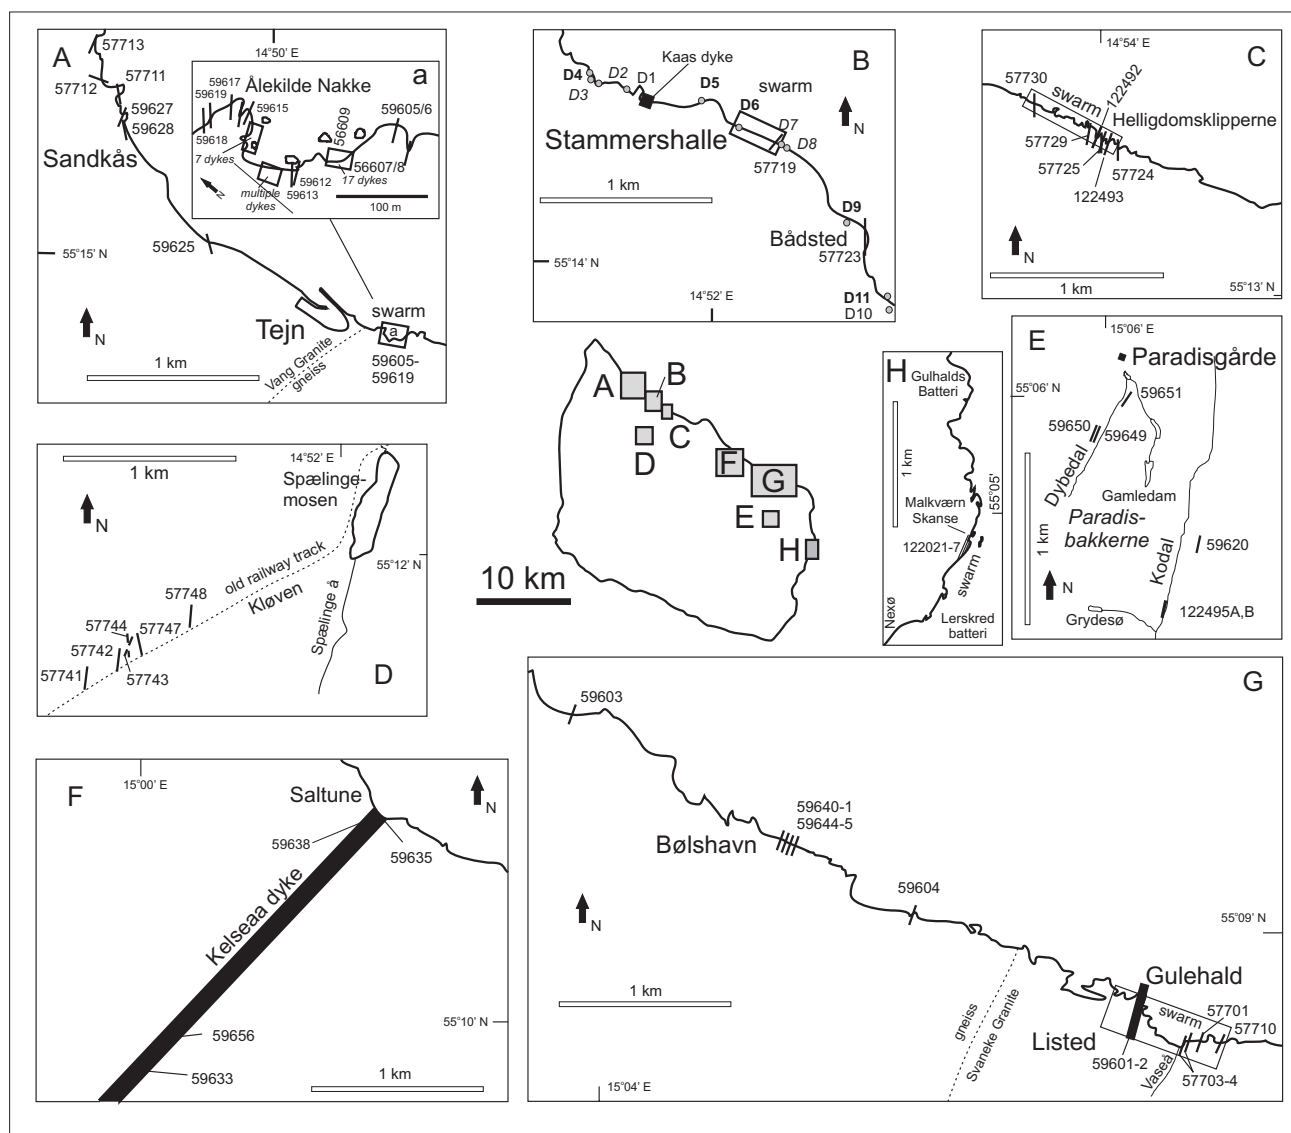 A
57713
57712
57711
59627
59628
Sandkås
59625
55°15' N
14°50' E
N
1 km
Tejn
swarm
a
59605-
59619
Vang Granite
gneiss
a
Ålekilde Nakke
59617
59619
59615
59618
7 dykes
multiple
dykes
59612
59613
56609
17 dykes
56607/8
59605/6
N
100 m
B
D4
D3
D2
D1
Kaas dyke
D5
swarm
D6
D7
D8
57719
Stammershalle
N
1 km
D9
Bådsted
57723
55°14' N
14°52' E
D11
D10
C
14°54' E
57730
swarm
122492
Helligdomsklipperne
57729
57725
57724
122493
N
1 km
55°13' N
A
B
C
D
F
G
E
H
10 km
H
Gulhalds
Batteri
1 km
55°05'
Malkværn
Skanse
122021-7
swarm
Nexø
Lerskred
batteri
E
15°06' E
Paradisgårde
55°06' N
59651
59650
59649
Dybedal
Gamledam
Paradis-
bakkerne
1 km
59620
Kodal
N
Grydesø
122495A,B
1 km
14°52' E
N
Spælinge-
mosen
55°12' N
old railway track
Kløven
57748
57744
57747
57742
57741
57743
Spælinge å
D
F
15°00' E
Saltune
N
59638
59635
Kelseaa dyke
55°10' N
59656
59633
1 km
G
59603
59640-1
59644-5
Bølshavn
59604
N
55°09' N
1 km
gneiss
Svaneke Granite
Gulehald
swarm
57701
57710
Listed
59601-2
Vaseå
57703-4
15°04' E